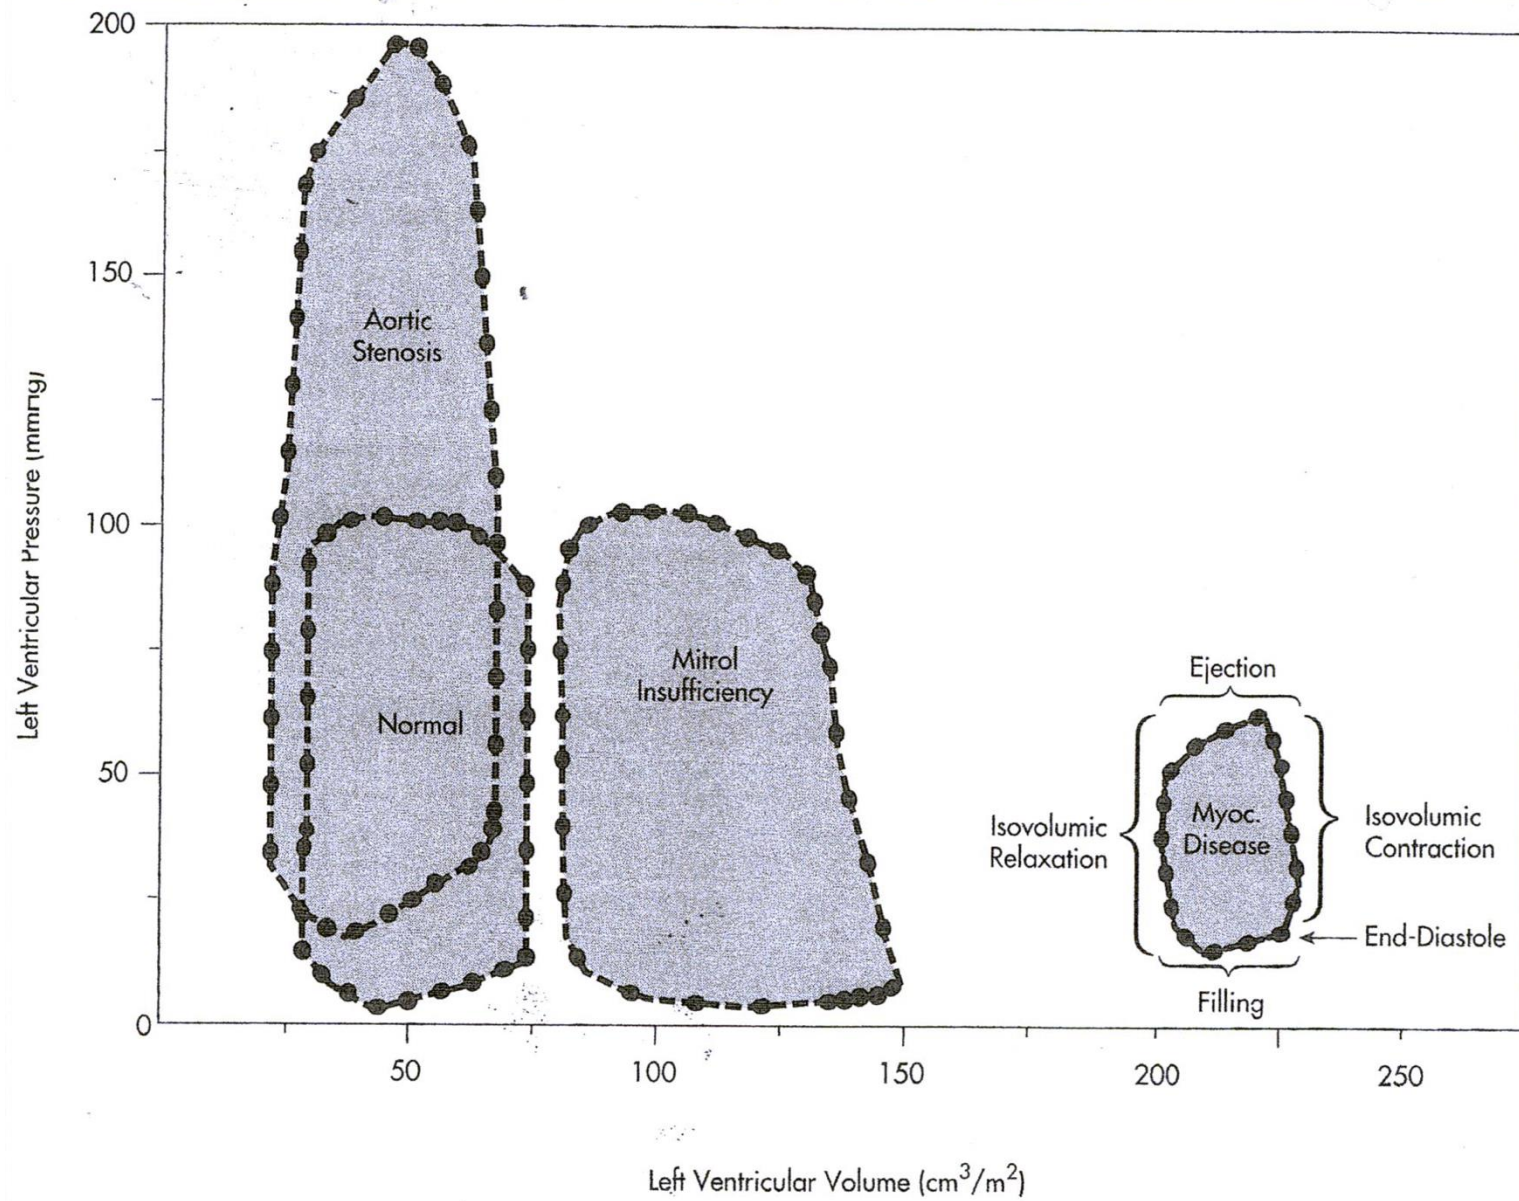 200
150
100
50
0
50
100
150
200
250
Left Ventricular Pressure (mmHg)
Left Ventricular Volume (cm³/m²)
Aortic
Stenosis
Normal
Mitrol
Insufficiency
Ejection
Isovolumic
Relaxation
Myoc.
Disease
Isovolumic
Contraction
End-Diastole
Filling